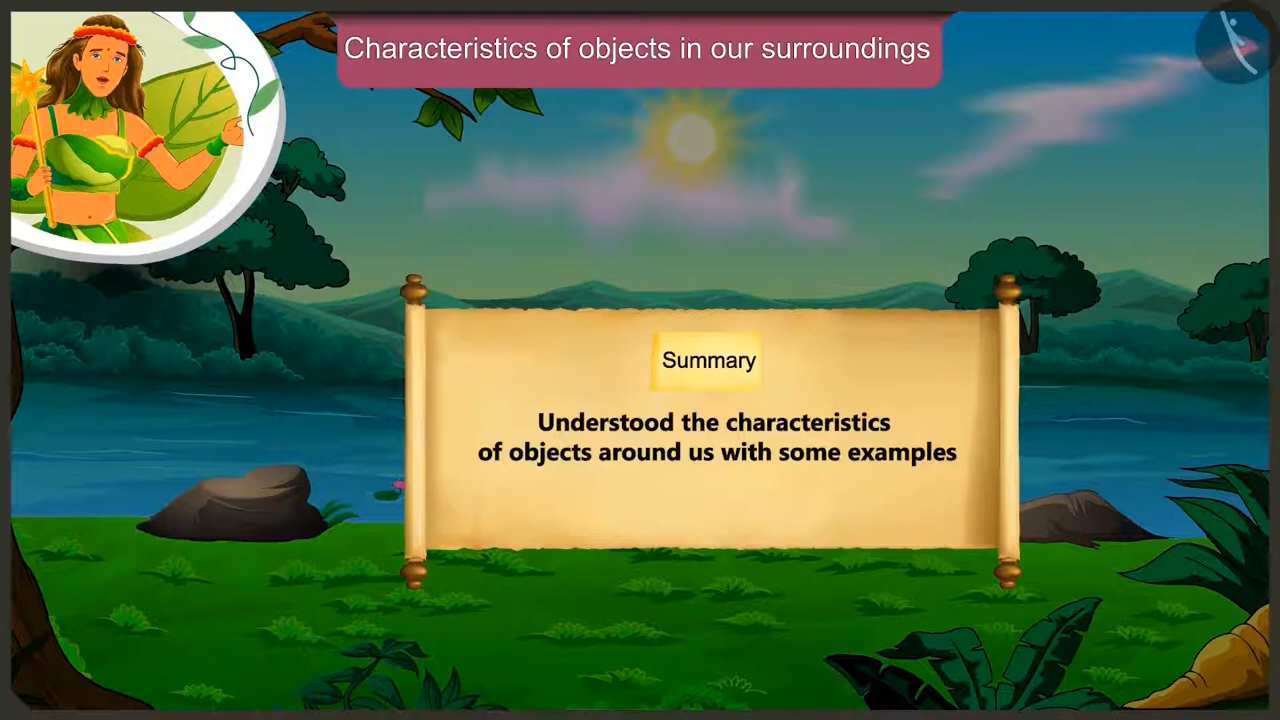 Characteristics of objects in our surroundings
Summary
Understood the characteristics
of objects around us with some examples